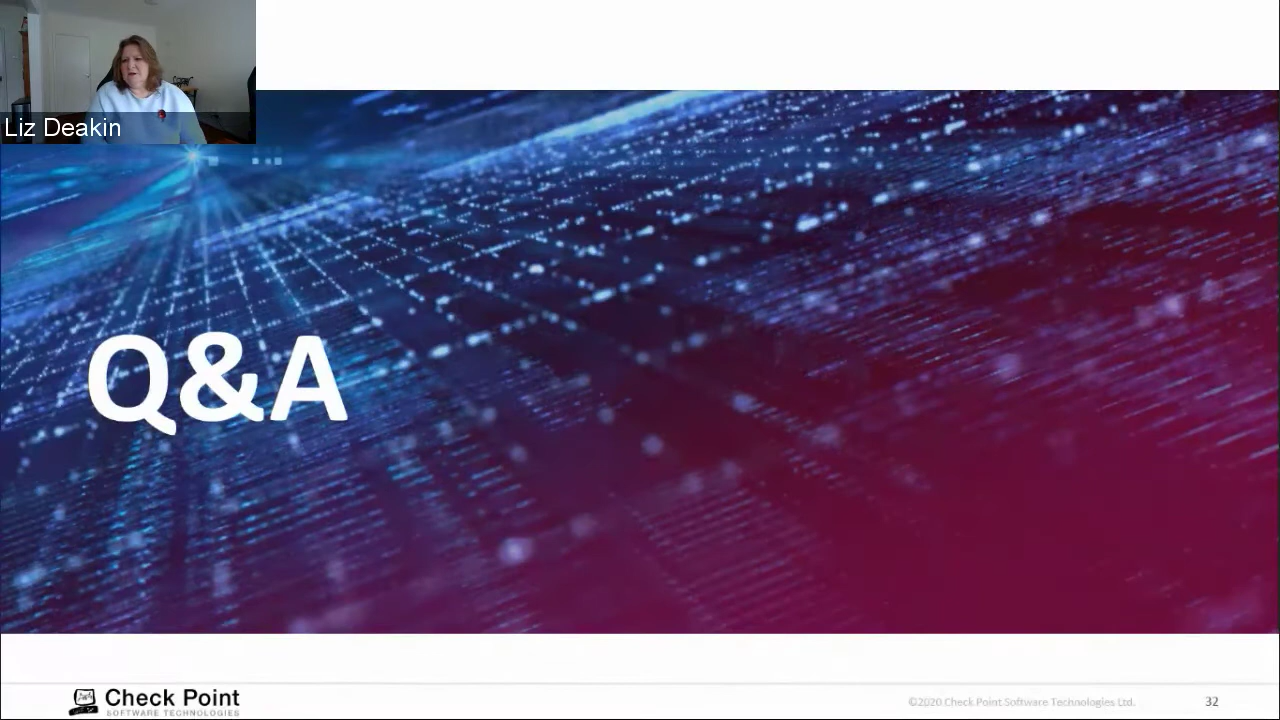 Liz Deakin
Q&A
Check Point
SOFTWARE TECHNOLOGIES
©2020 Check Point Software Technologies Ltd.
32